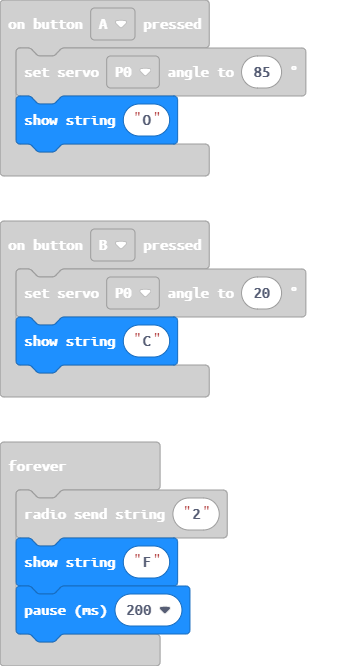 on button A pressed
set servo P0 angle to 85 °
show string "O"
on button B pressed
set servo P0 angle to 20 °
show string "C"
forever
radio send string "2"
show string "F"
pause (ms) 200